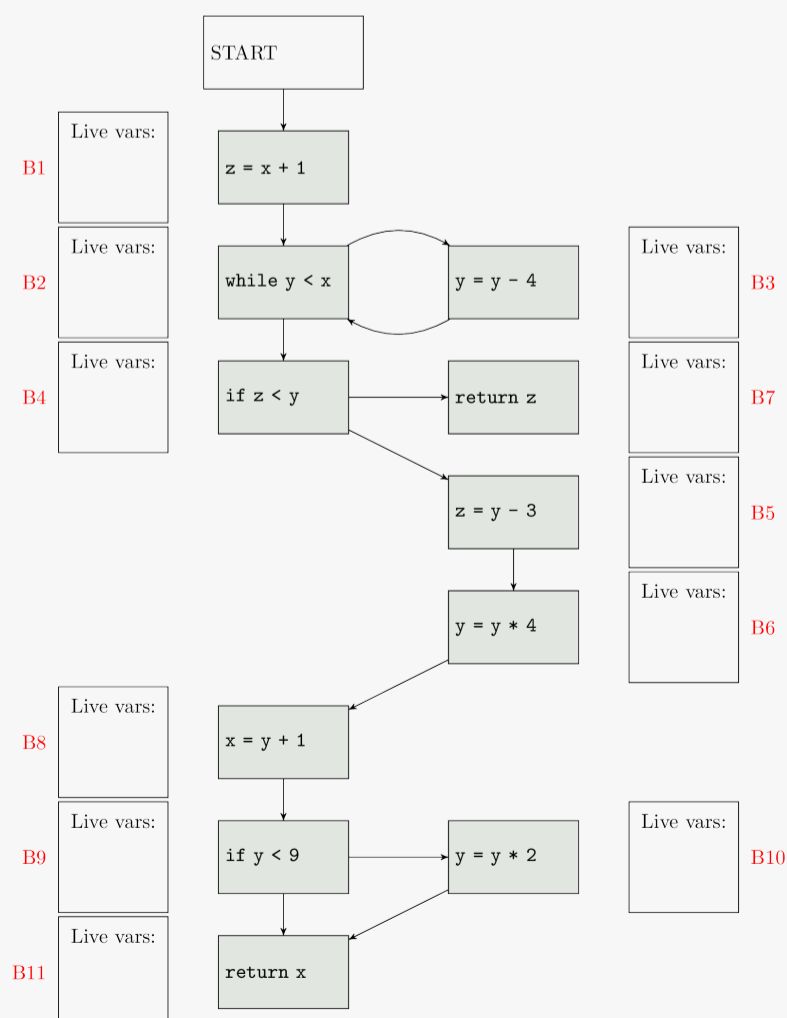 START
Live vars:
B1
z = x + 1
Live vars:
B2
while y < x
y = y - 4
Live vars:
B3
Live vars:
B4
if z < y
return z
Live vars:
B7
z = y - 3
Live vars:
B5
y = y * 4
Live vars:
B6
Live vars:
B8
x = y + 1
Live vars:
B9
if y < 9
y = y * 2
Live vars:
B10
Live vars:
B11
return x